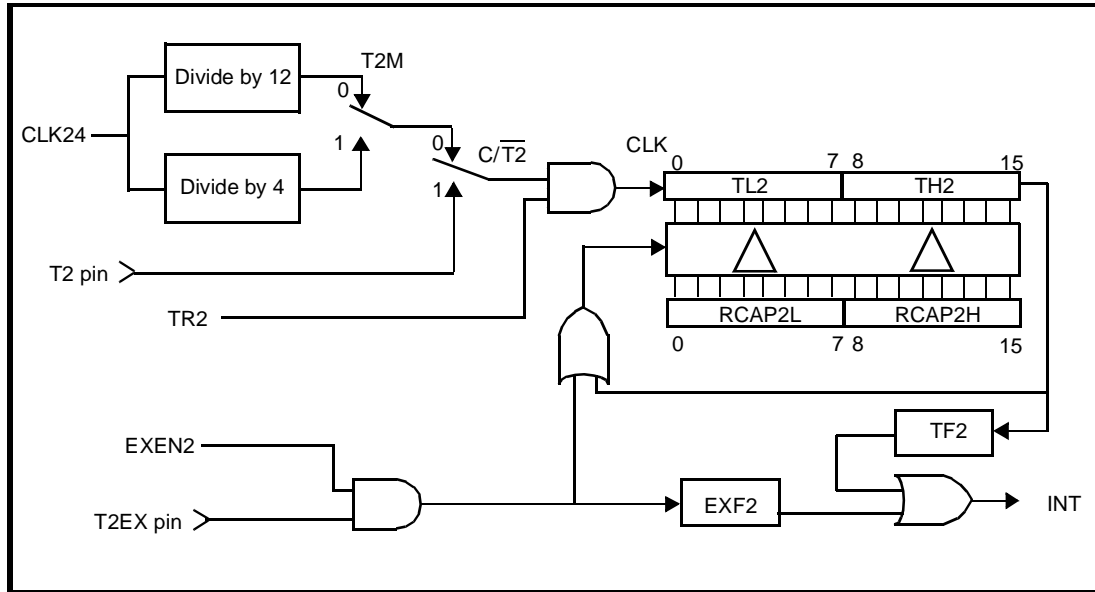 T2M
Divide by 12
0
CLK24
1
0
C/T2
CLK
0
7 8
15
Divide by 4
1
TL2
TH2
T2 pin
TR2
RCAP2L
RCAP2H
0
7 8
15
EXEN2
TF2
T2EX pin
EXF2
INT